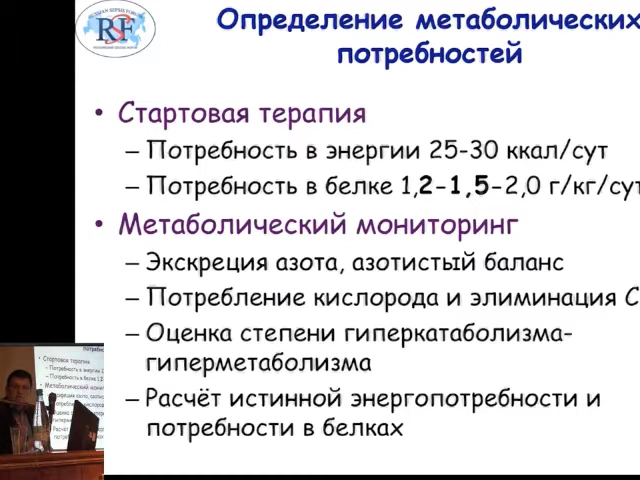 RSF
Определение метаболических
потребностей
• Стартовая терапия
– Потребность в энергии 25-30 ккал/сут
– Потребность в белке 1,2-1,5-2,0 г/кг/сут
• Метаболический мониторинг
– Экскреция азота, азотистый баланс
– Потребление кислорода и элиминация C
– Оценка степени гиперкатаболизма-
гиперметаболизма
– Расчёт истинной энергопотребности и
потребности в белках